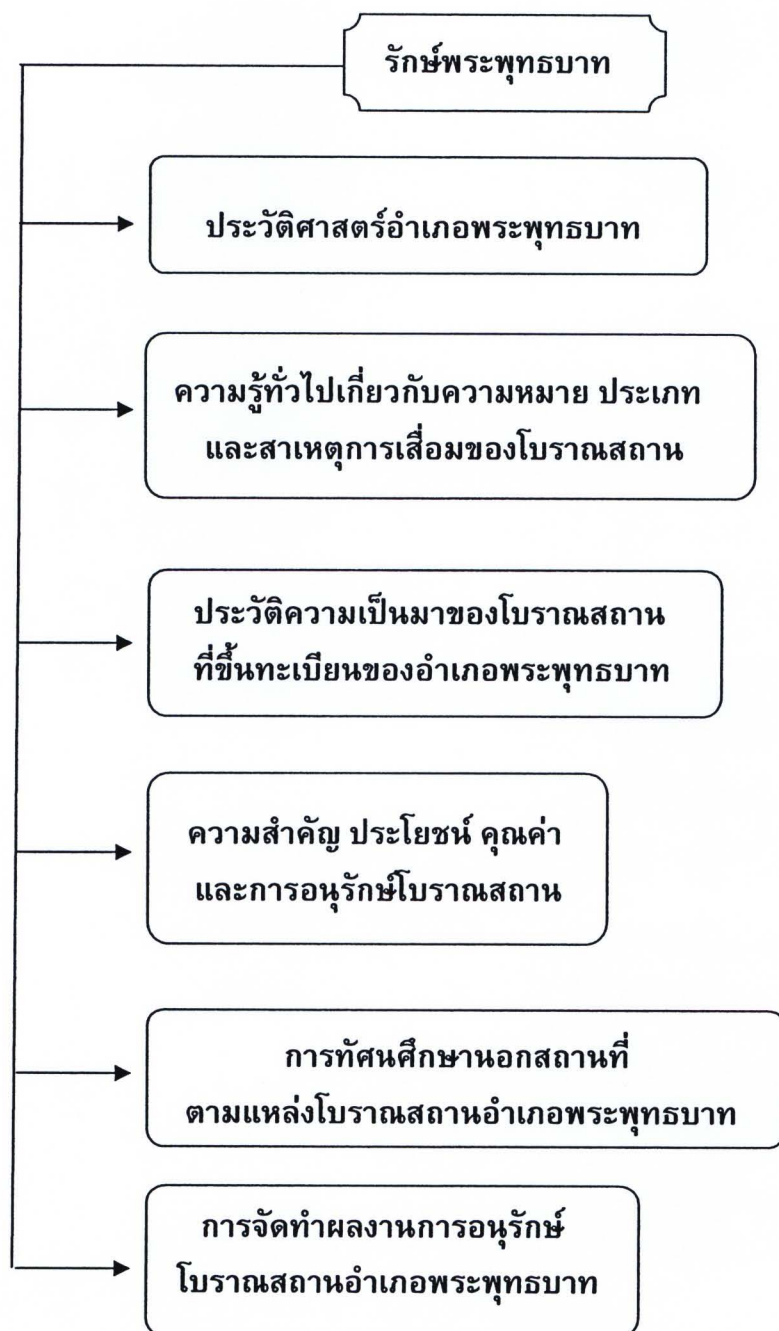 รักษ์พระพุทธบาท
ประวัติศาสตร์อำเภอพระพุทธบาท
ความรู้ทั่วไปเกี่ยวกับความหมาย ประเภท
และสาเหตุการเสื่อมของโบราณสถาน
ประวัติความเป็นมาของโบราณสถาน
ที่ขึ้นทะเบียนของอำเภอพระพุทธบาท
ความสำคัญ ประโยชน์ คุณค่า
และการอนุรักษ์โบราณสถาน
การทัศนศึกษานอกสถานที่
ตามแหล่งโบราณสถานอำเภอพระพุทธบาท
การจัดทำผลงานการอนุรักษ์
โบราณสถานอำเภอพระพุทธบาท